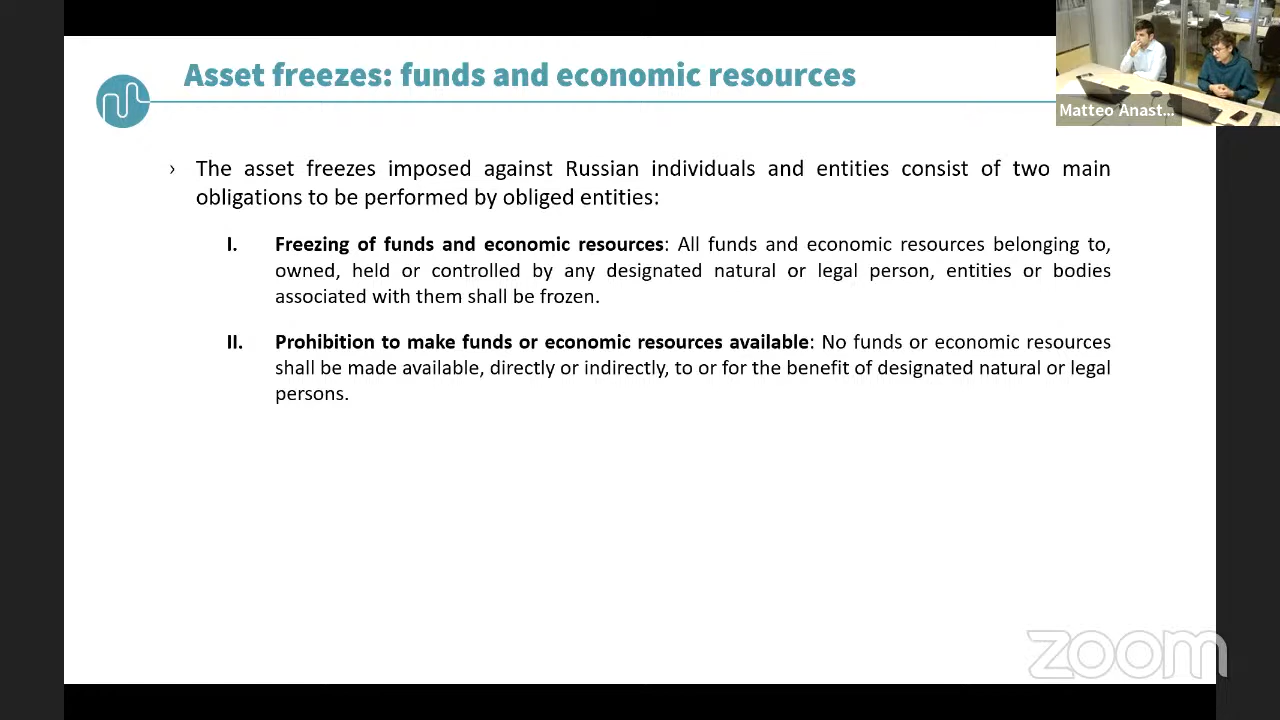 Asset freezes: funds and economic resources
Matteo Anast...
› The asset freezes imposed against Russian individuals and entities consist of two main
obligations to be performed by obliged entities:
I. Freezing of funds and economic resources: All funds and economic resources belonging to,
owned, held or controlled by any designated natural or legal person, entities or bodies
associated with them shall be frozen.
II. Prohibition to make funds or economic resources available: No funds or economic resources
shall be made available, directly or indirectly, to or for the benefit of designated natural or legal
persons.
zoom